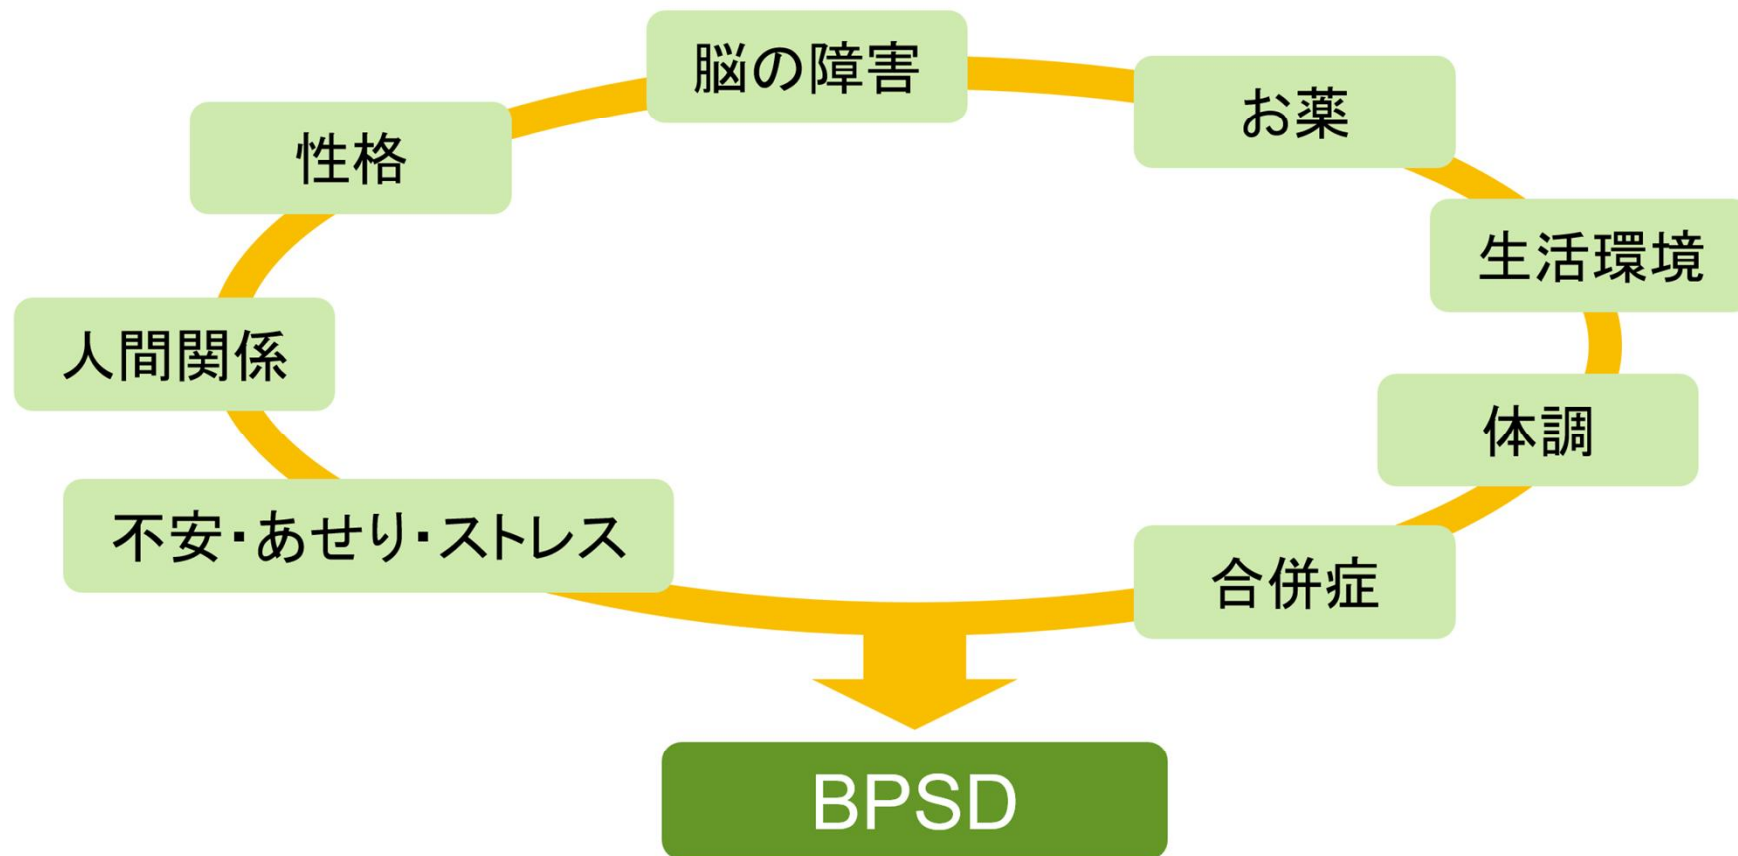 脳の障害
お薬
性格
生活環境
人間関係
体調
不安・あせり・ストレス
合併症
BPSD